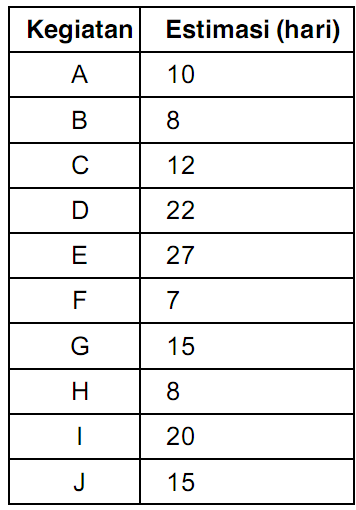 Kegiatan Estimasi (hari)
A 10
B 8
C 12
D 22
E 27
F 7
G 15
H 8
I 20
J 15